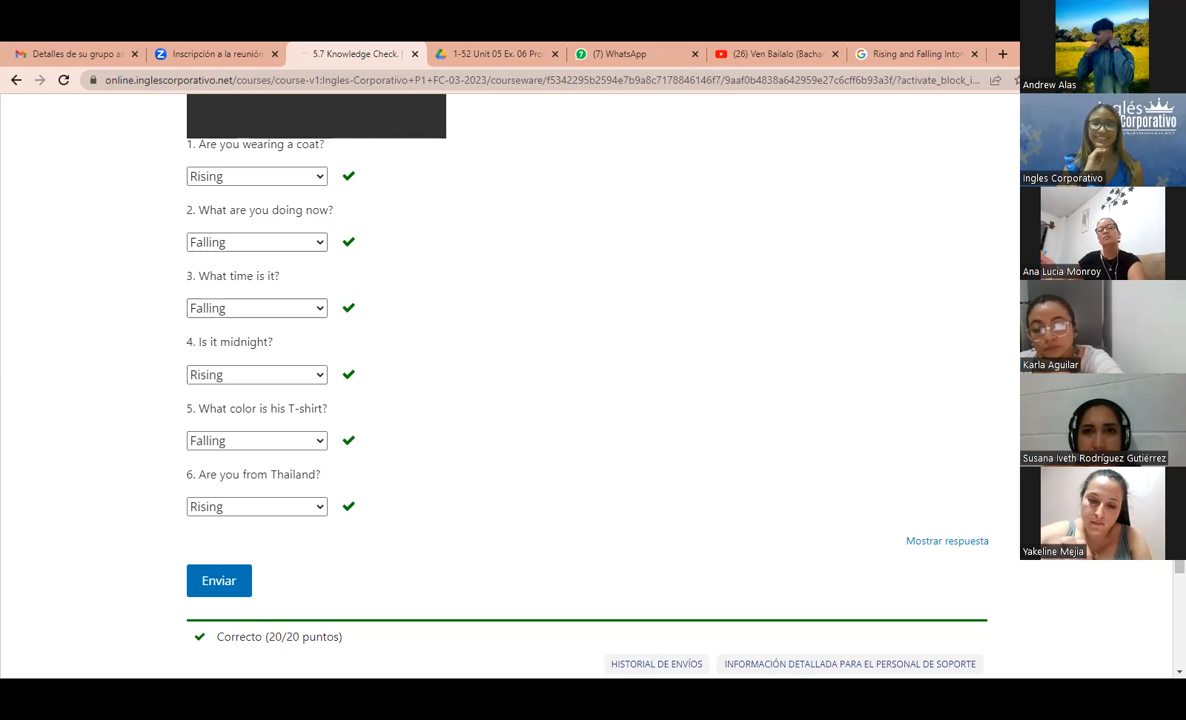 Detalles de su grupo as
Inscripción a la reunión
5.7 Knowledge Check. |
1-52 Unit 05 Ex. 06 Pro
(7) WhatsApp
(26) Ven Bailalo (Bacha
Rising and Falling Inton
online.inglescorporativo.net/courses/course-v1:Ingles-Corporativo+P1+FC-03-2023/courseware/f5342295b2594e7b9a8c7178846146f7/9aaf0b4838a642959e27c6cff6b93a3f/?activate_block_i...
1. Are you wearing a coat?
Rising
2. What are you doing now?
Falling
3. What time is it?
Falling
4. Is it midnight?
Rising
5. What color is his T-shirt?
Falling
6. Are you from Thailand?
Rising
Mostrar respuesta
Enviar
Correcto (20/20 puntos)
HISTORIAL DE ENVÍOS
INFORMACIÓN DETALLADA PARA EL PERSONAL DE SOPORTE
Andrew Alas
Inglés
Corporativo
Ingles Corporativo
Ana Lucia Monroy
Karla Aguilar
Susana Iveth Rodríguez Gutiérrez
Yakeline Mejia